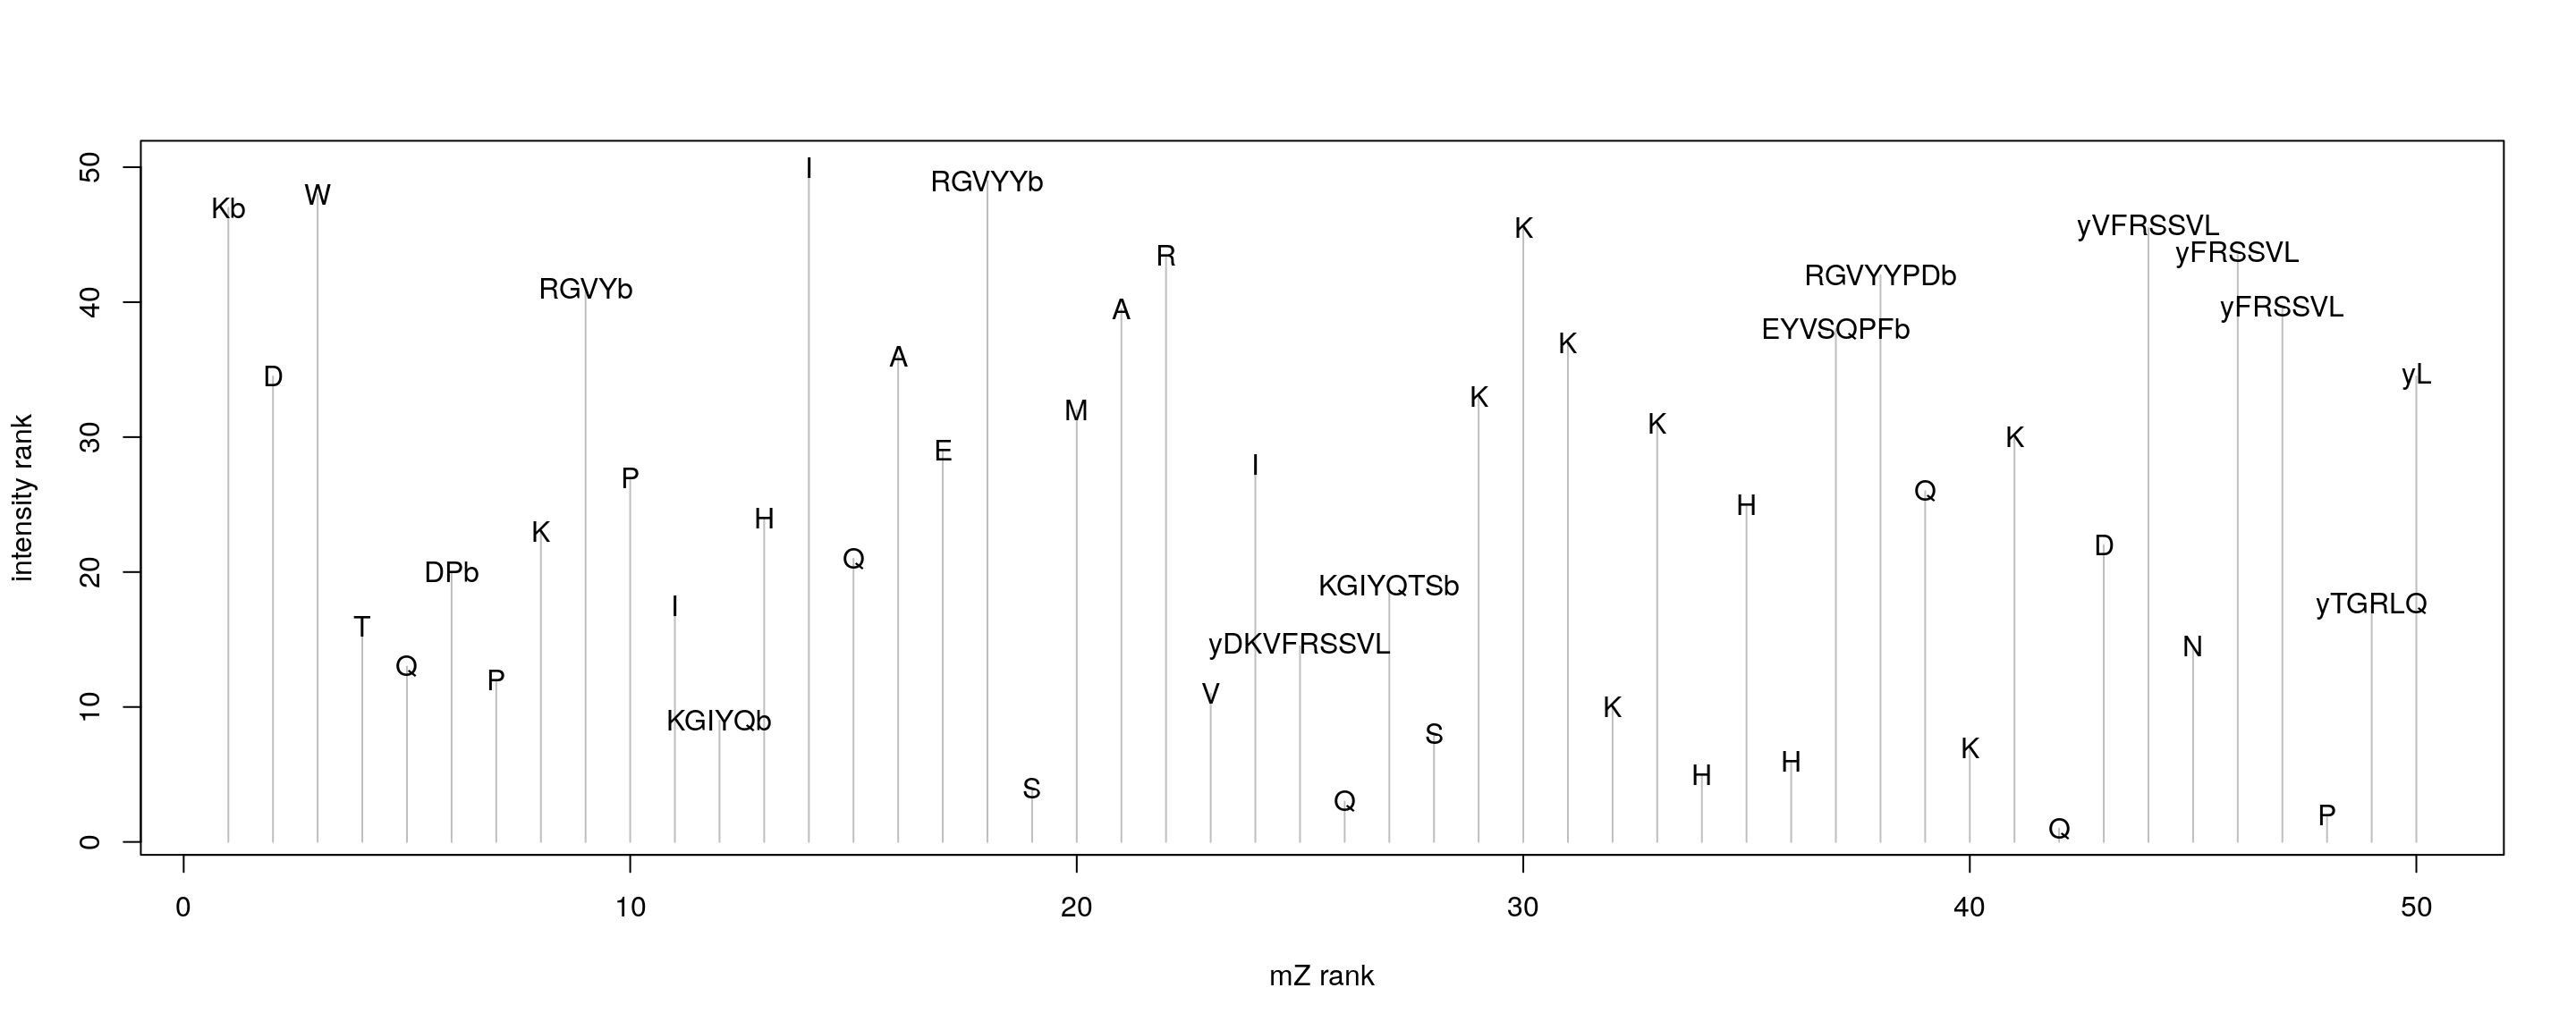 I
RGVYYb
W
Kb
yVFRSSVL
K
yFRSSVL
R
RGVYYPDb
RGVYb
A
yFRSSVL
EYVSQPFb
K
A
D
yL
K
M
K
K
E
I
P
Q
H
H
K
D
Q
DPb
KGIYQTSb
I
yTGRLQ
T
yDKVFRSSVL
N
Q
P
V
K
KGIYQb
S
K
H
H
S
Q
P
Q
50
40
30
20
10
0
intensity rank
0 10 20 30 40 50
mZ rank